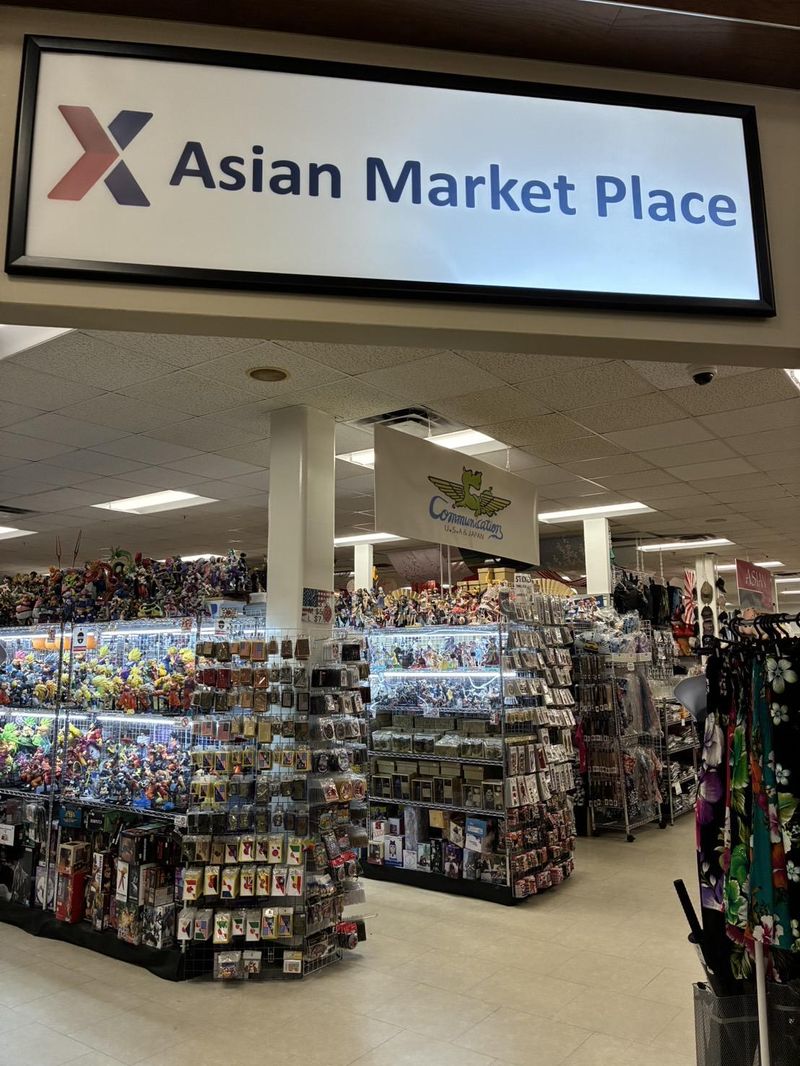 Asian Market Place
Communication
U.S.A & JAPAN
ASIAN